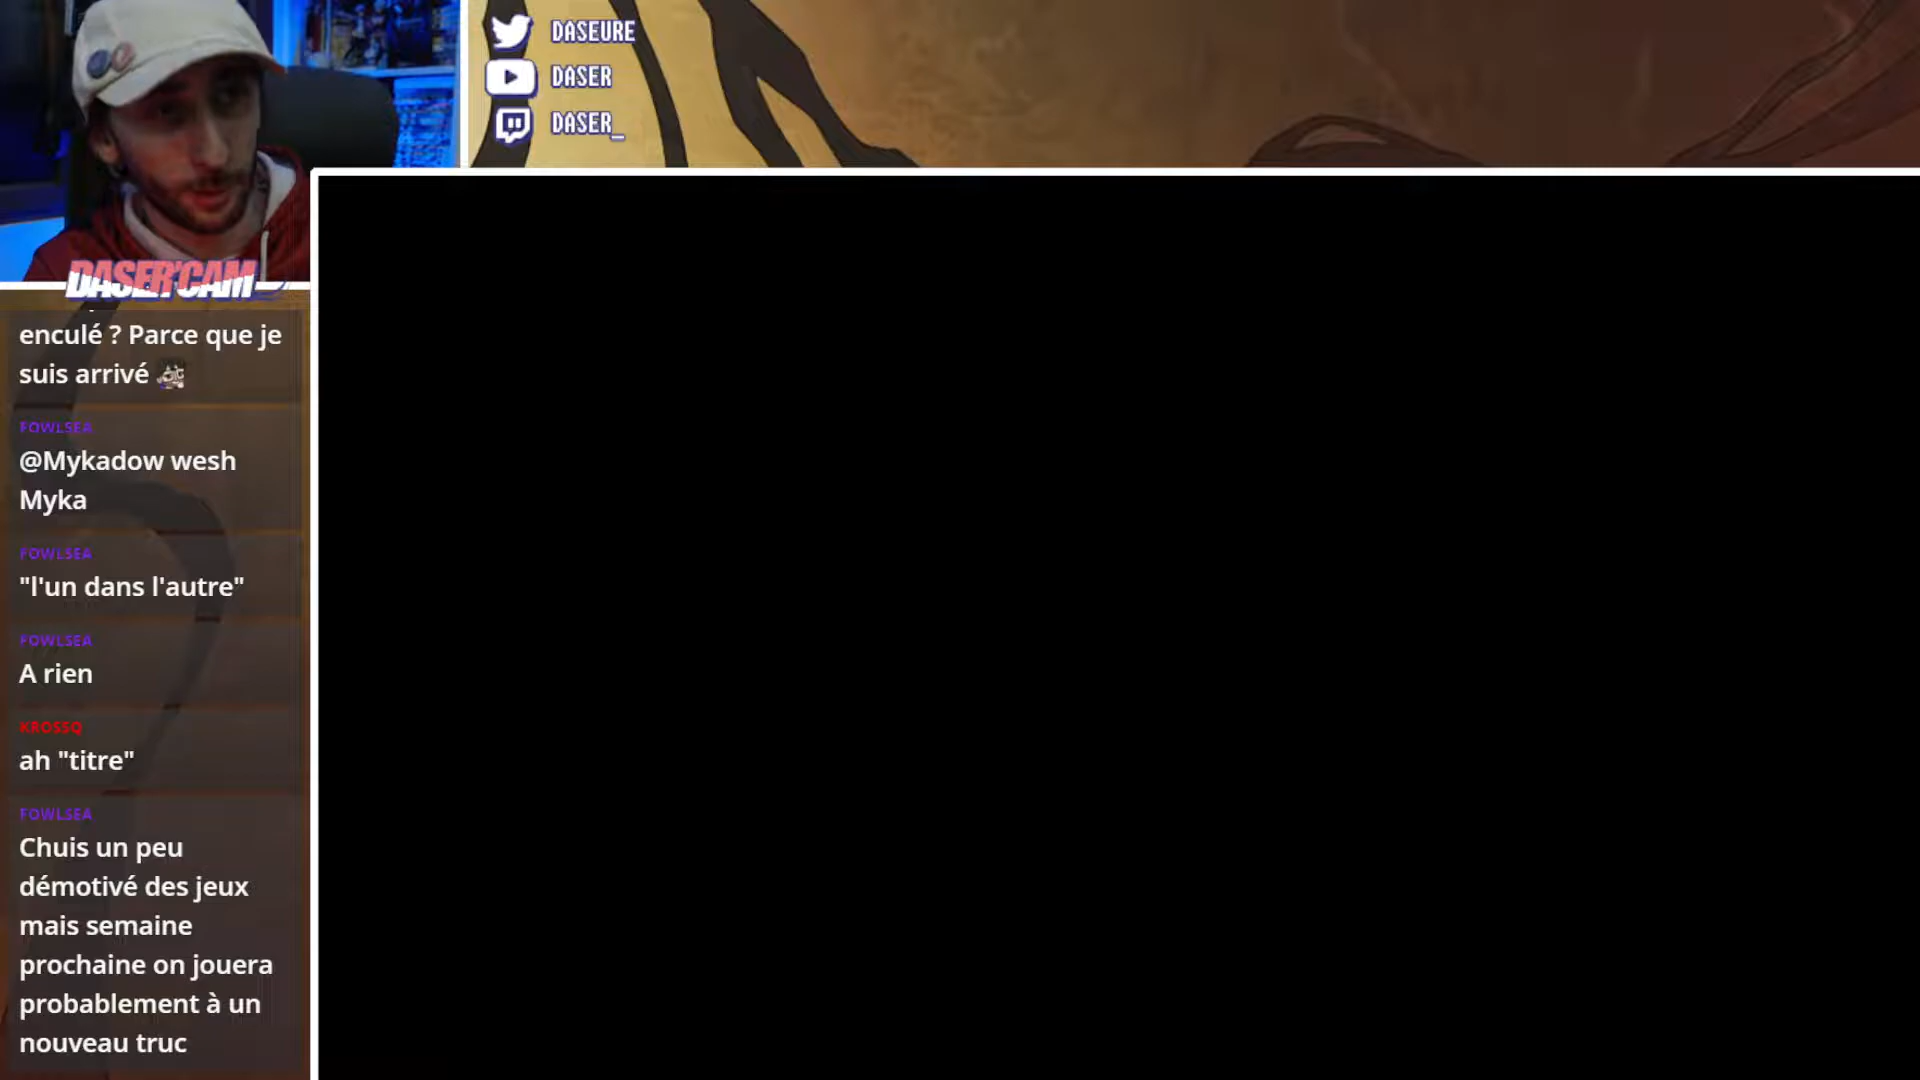 DASEURE
DASER
DASER_
DASER'CAM
enculé ? Parce que je
suis arrivé
FOWLSEA
@Mykadow wesh
Myka
FOWLSEA
"l'un dans l'autre"
FOWLSEA
A rien
KROSSQ
ah "titre"
FOWLSEA
Chuis un peu
démotivé des jeux
mais semaine
prochaine on jouera
probablement à un
nouveau truc